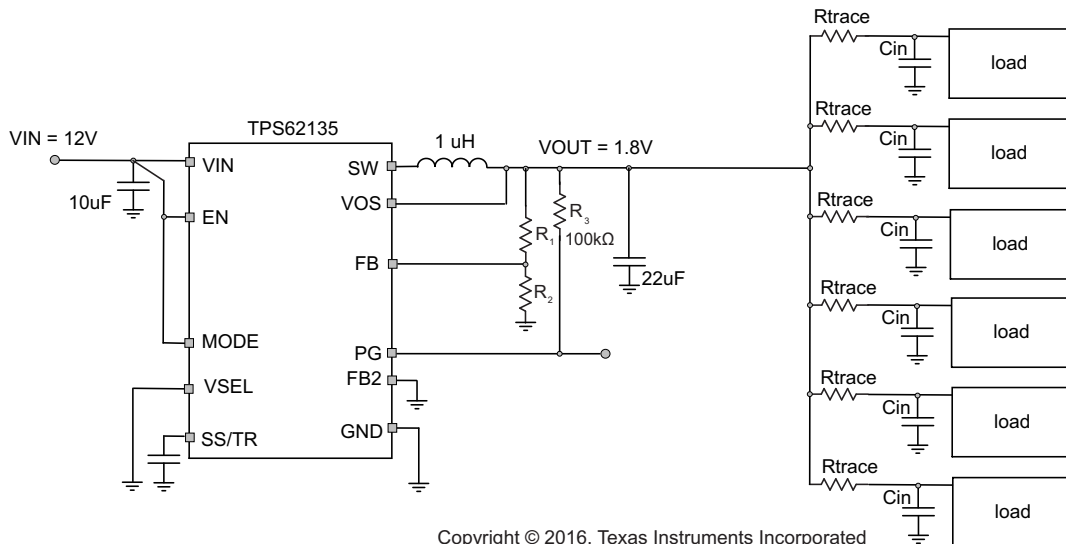 Rtrace
Cin
load
Rtrace
Cin
load
TPS62135
VIN = 12V
1 uH
VOUT = 1.8V
VIN
SW
10uF
VOS
EN
R3
R1
100kΩ
Rtrace
Cin
load
FB
22uF
R2
Rtrace
Cin
load
MODE
PG
VSEL
FB2
Rtrace
Cin
load
SS/TR
GND
Rtrace
Cin
load
Copyright © 2016, Texas Instruments Incorporated